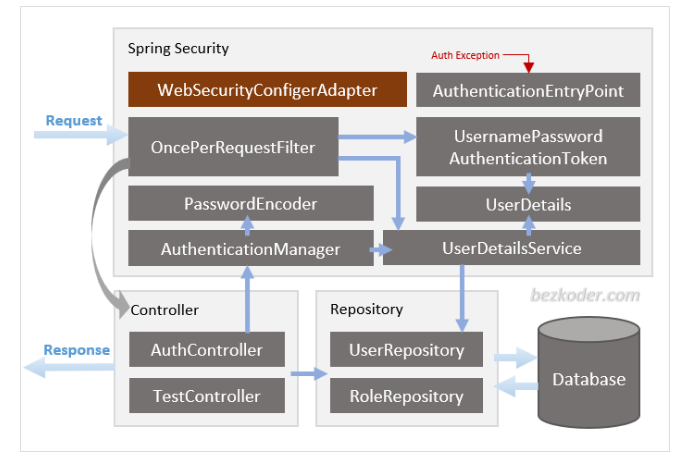 Spring Security
Auth Exception
WebSecurityConfigerAdapter
AuthenticationEntryPoint
Request
OncePerRequestFilter
UsernamePassword
AuthenticationToken
PasswordEncoder
UserDetails
AuthenticationManager
UserDetailsService
bezkoder.com
Controller
Repository
Response
AuthController
UserRepository
Database
TestController
RoleRepository